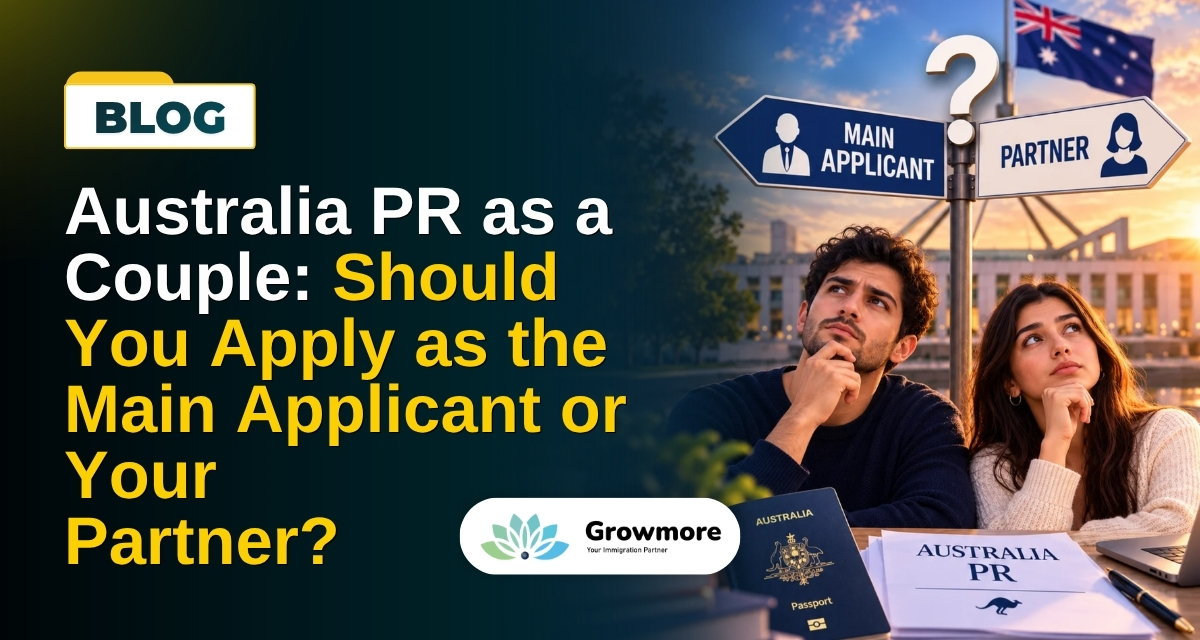 BLOG
Australia PR as a
Couple: Should
You Apply as the
Main Applicant or
Your
Partner?
Growmore
Your Immigration Partner
?
MAIN
APPLICANT
PARTNER
AUSTRALIA
Passport
AUSTRALIA
PR